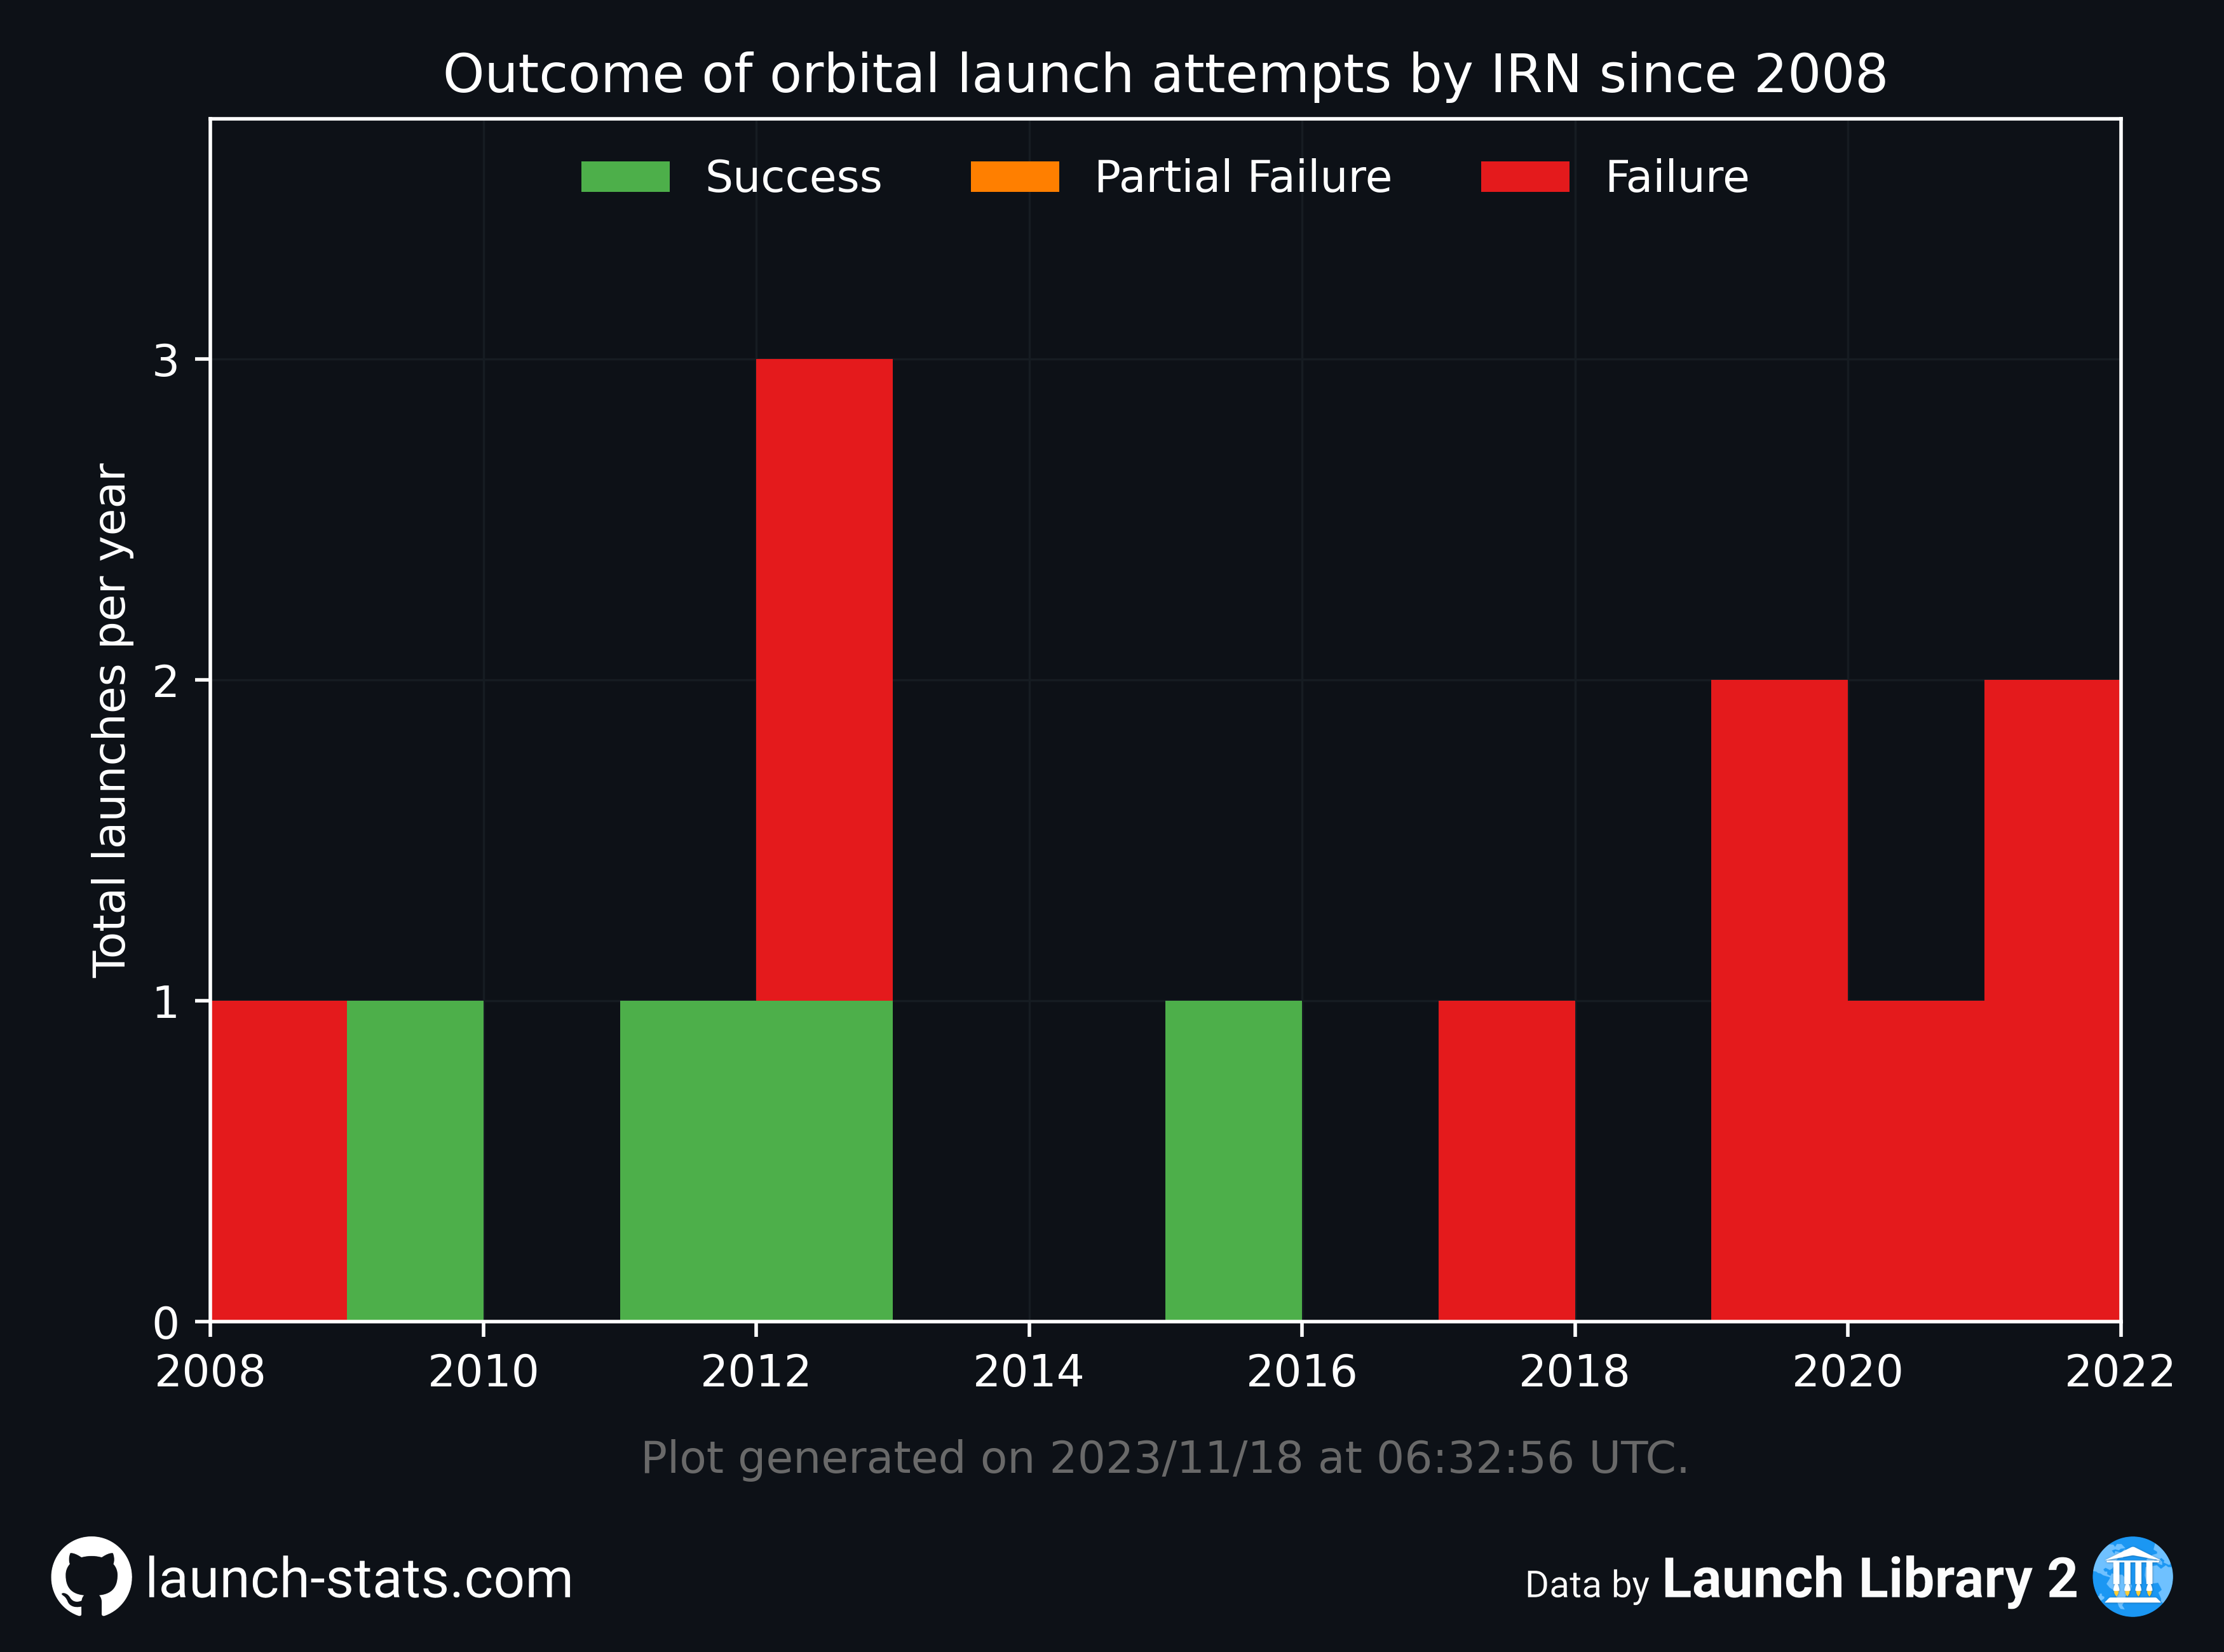 Outcome of orbital launch attempts by IRN since 2008
Success Partial Failure Failure
Total launches per year
3
2
1
0
2008 2010 2012 2014 2016 2018 2020 2022
Plot generated on 2023/11/18 at 06:32:56 UTC.
launch-stats.com
Data by Launch Library 2